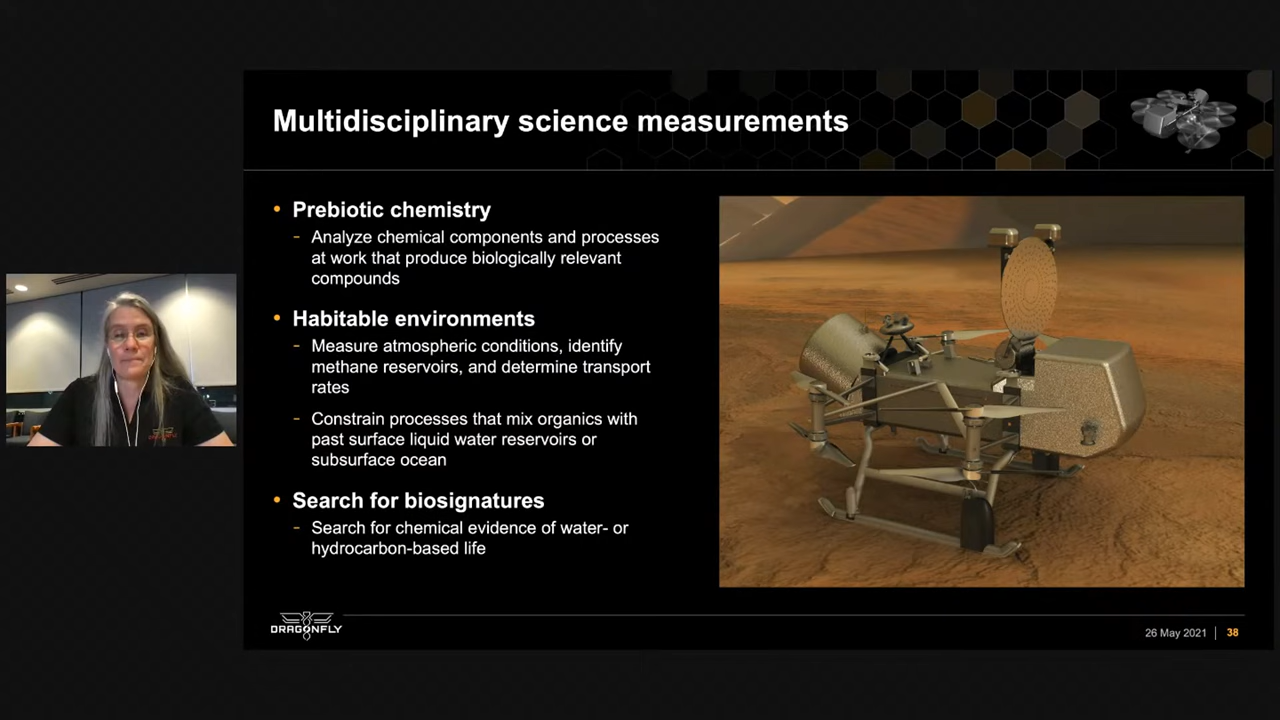 Multidisciplinary science measurements
• Prebiotic chemistry
- Analyze chemical components and processes
at work that produce biologically relevant
compounds
• Habitable environments
- Measure atmospheric conditions, identify
methane reservoirs, and determine transport
rates
- Constrain processes that mix organics with
past surface liquid water reservoirs or
subsurface ocean
• Search for biosignatures
- Search for chemical evidence of water- or
hydrocarbon-based life
DRAGONFLY
26 May 2021 | 38